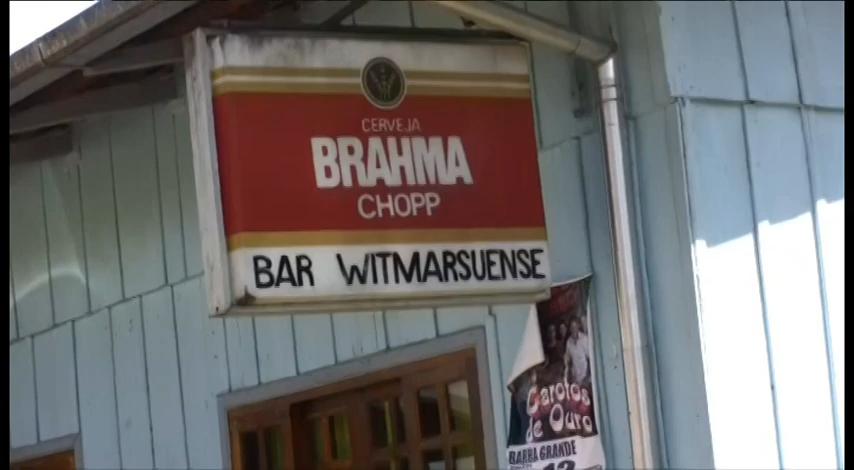 CERVEJA
BRAHMA
CHOPP
BAR WITMARSUENSE
Garotos
de Ouro
BARRA GRANDE